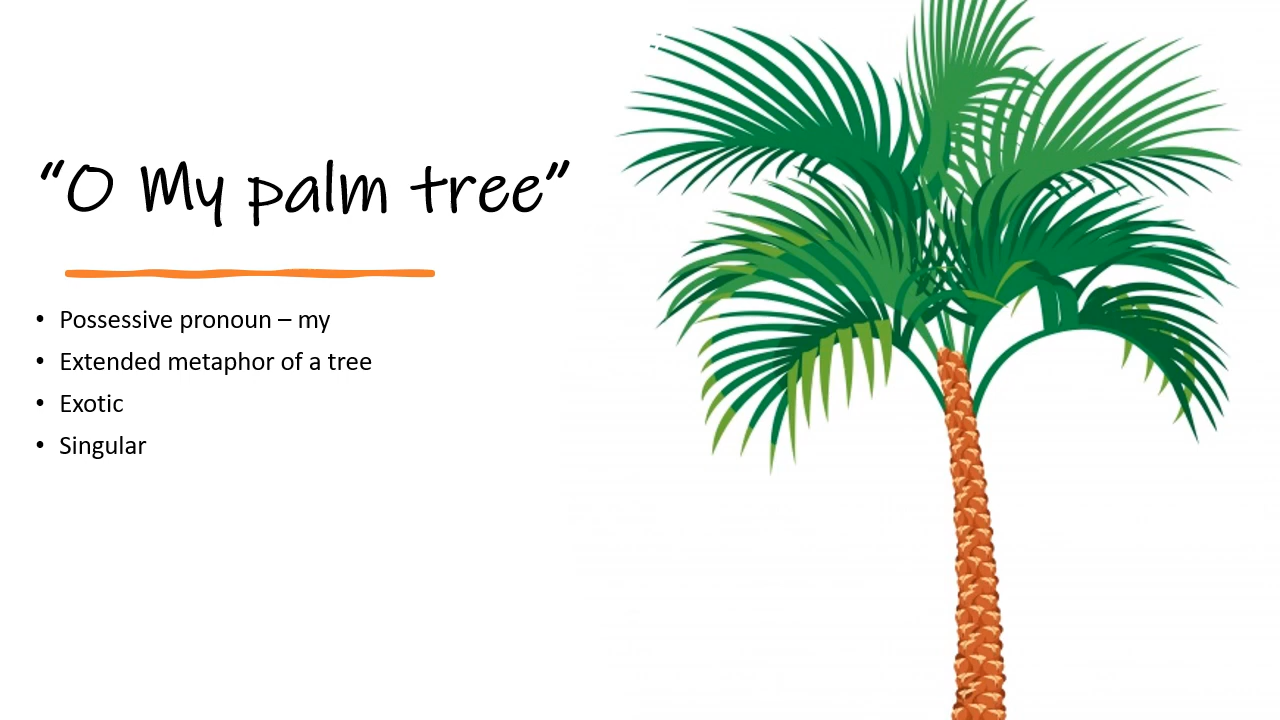 “O My palm tree”
• Possessive pronoun – my
• Extended metaphor of a tree
• Exotic
• Singular